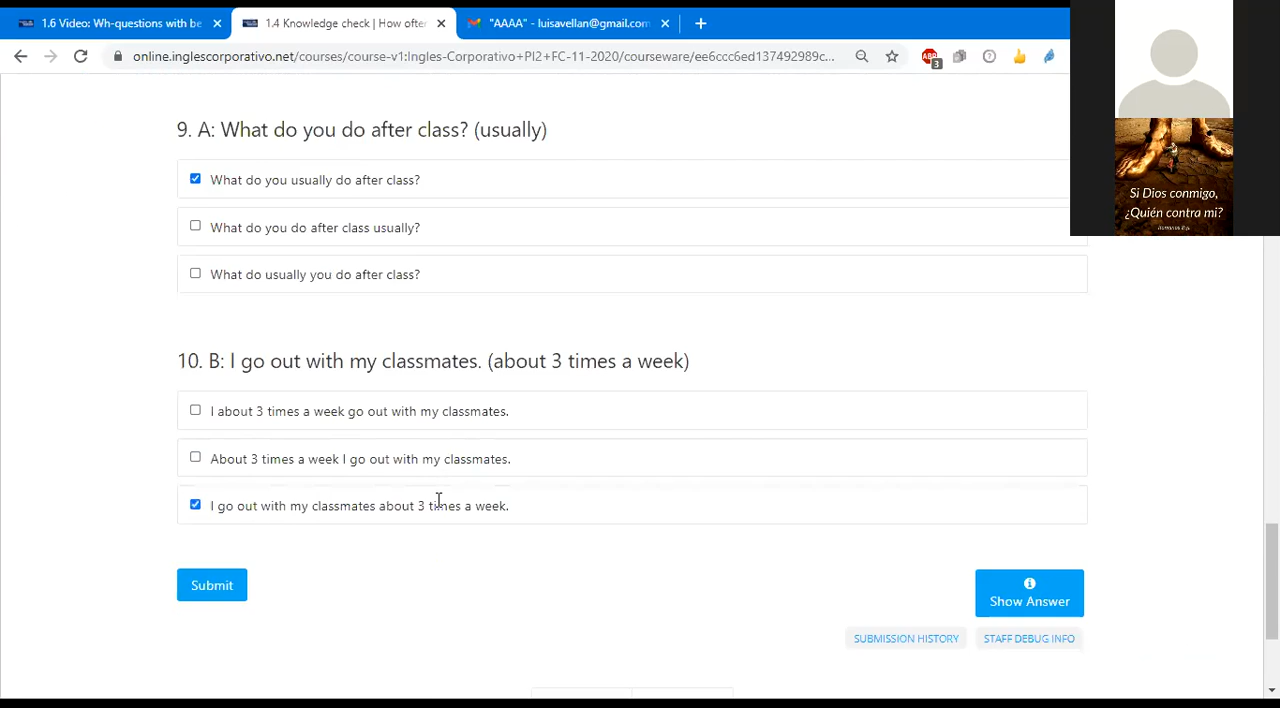 1.6 Video: Wh-questions with be
1.4 Knowledge check | How ofte
"AAAA" - luisavellan@gmail.com
online.inglescorporativo.net/courses/course-v1:Ingles-Corporativo+PI2+FC-11-2020/courseware/ee6ccc6ed137492989c...
3
9. A: What do you do after class? (usually)
What do you usually do after class?
What do you do after class usually?
What do usually you do after class?
Si Dios conmigo,
¿Quién contra mi?
10. B: I go out with my classmates. (about 3 times a week)
I about 3 times a week go out with my classmates.
About 3 times a week I go out with my classmates.
I go out with my classmates about 3 times a week.
Submit
Show Answer
SUBMISSION HISTORY
STAFF DEBUG INFO